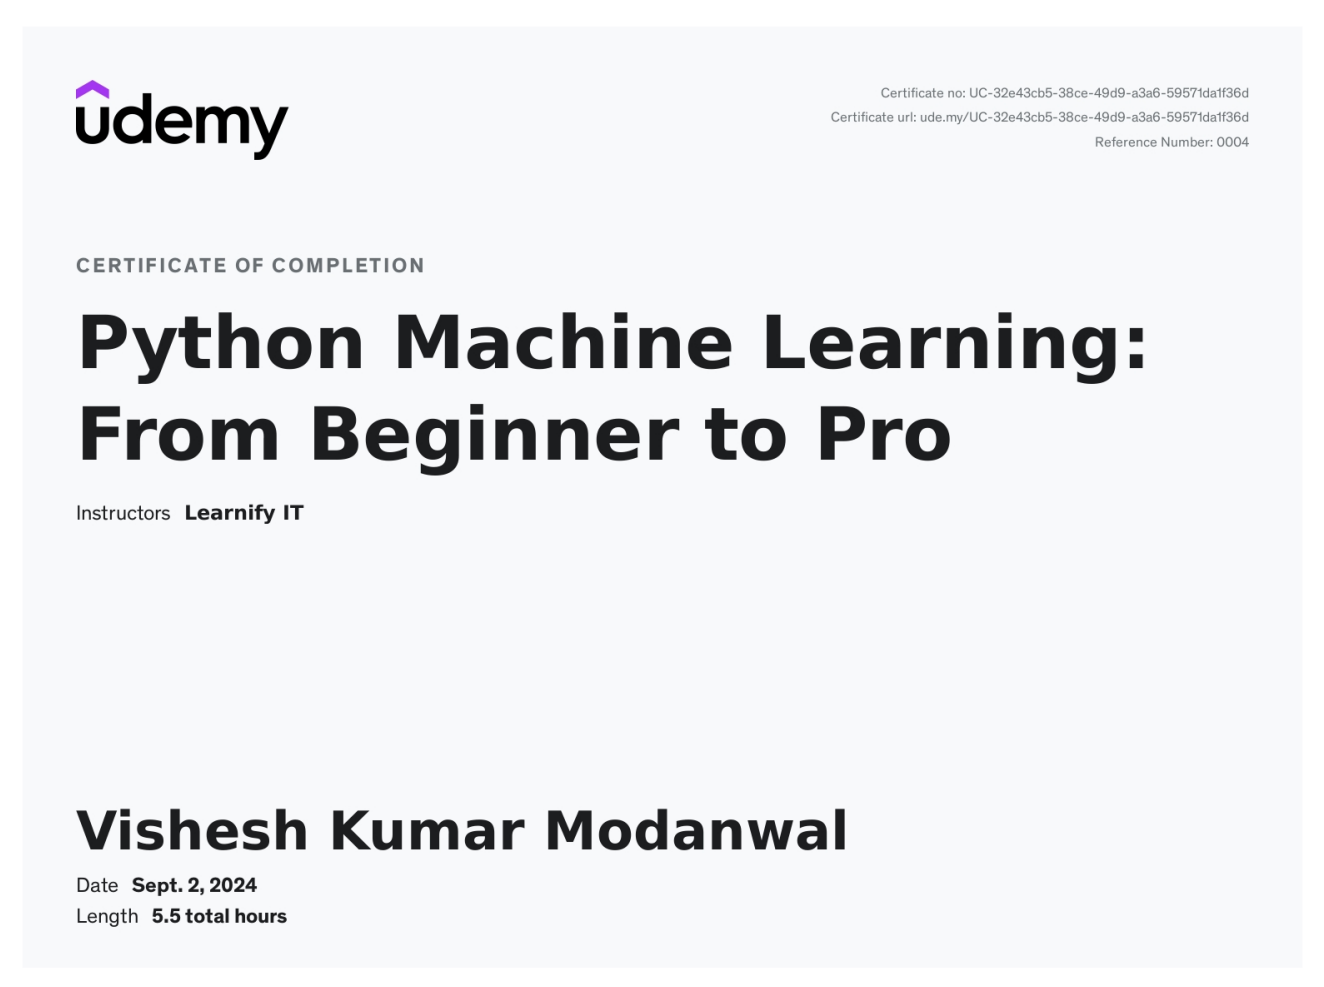 udemy
Certificate no: UC-32e43cb5-38ce-49d9-a3a6-59571da1f36d
Certificate url: ude.my/UC-32e43cb5-38ce-49d9-a3a6-59571da1f36d
Reference Number: 0004
CERTIFICATE OF COMPLETION
Python Machine Learning:
From Beginner to Pro
Instructors Learnify IT
Vishesh Kumar Modanwal
Date Sept. 2, 2024
Length 5.5 total hours